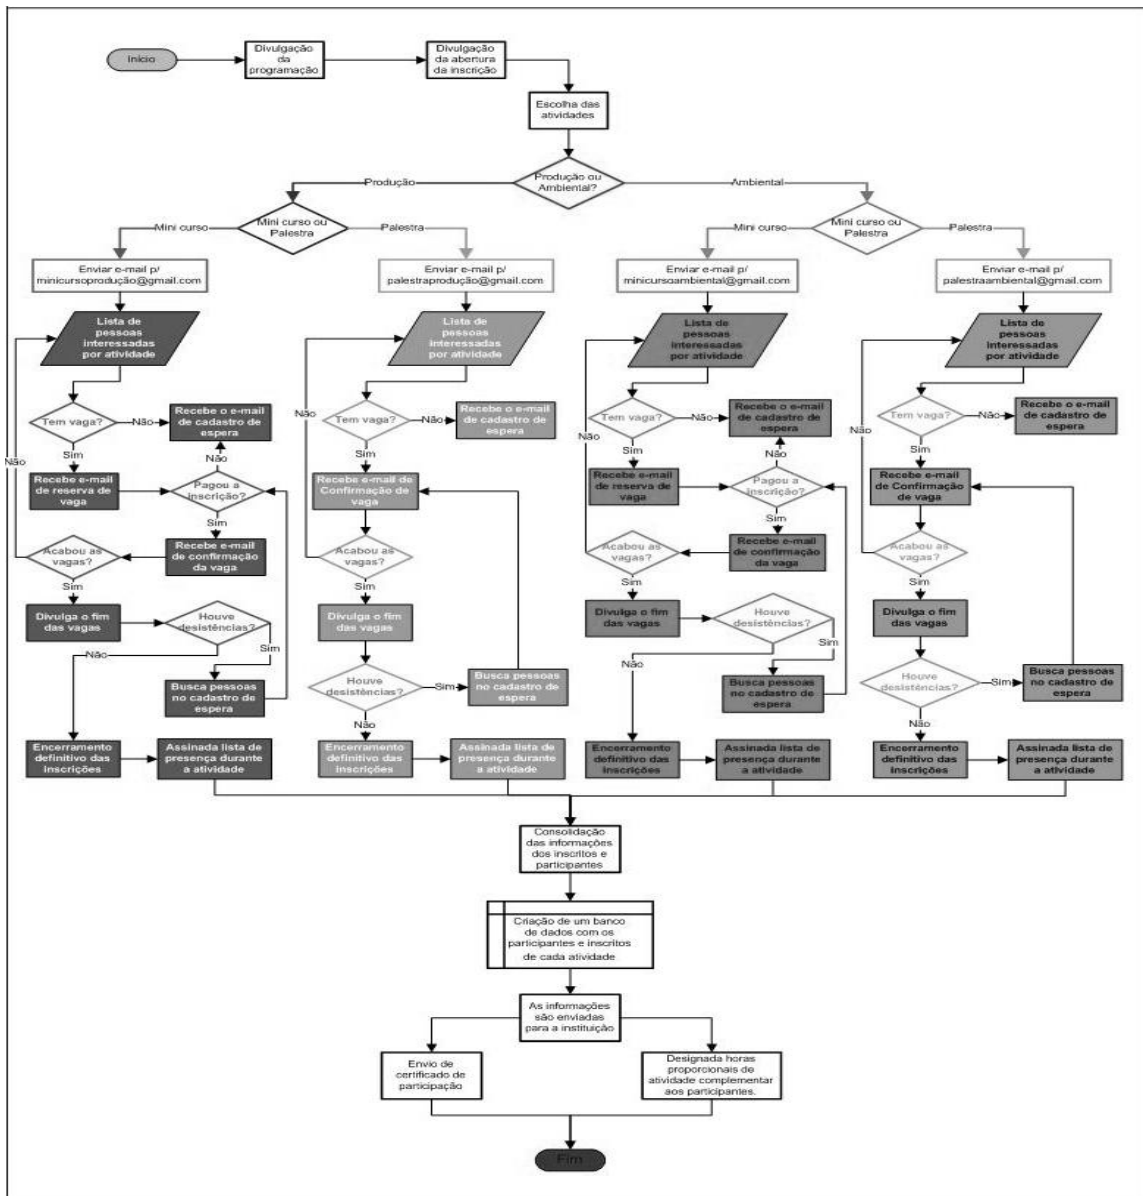 Início
Divulgação
da
programação
Divulgação
da abertura
da inscrição
Escolha das
atividades
Produção ou
Ambiental?
Produção
Ambiental
Mini curso ou
Palestra
Mini curso
Palestra
Mini curso ou
Palestra
Mini curso
Palestra
Enviar e-mail p/
minicursoprodução@gmail.com
Enviar e-mail p/
palestraprodução@gmail.com
Enviar e-mail p/
minicursoambiental@gmail.com
Enviar e-mail p/
palestraambiental@gmail.com
Lista de
pessoas
interessadas
por atividade
Tem vaga?
Não
Recebe o e-mail
de cadastro de
espera
Sim
Não
Recebe e-mail
de reserva de
vaga
Pagou a
inscrição?
Não
Sim
Acabou as
vagas?
Recebe e-mail
de confirmação
da vaga
Sim
Divulga o fim
das vagas
Houve
desistências?
Não
Sim
Busca pessoas
no cadastro de
espera
Encerramento
definitivo das
inscrições
Assinada lista de
presença durante
a atividade
Lista de
pessoas
interessadas
por atividade
Não
Tem vaga?
Não
Recebe o e-mail
de cadastro de
espera
Sim
Recebe e-mail
de Confirmação
de vaga
Acabou as
vagas?
Sim
Divulga o fim
das vagas
Houve
desistências?
Sim
Busca pessoas
no cadastro de
espera
Não
Encerramento
definitivo das
inscrições
Assinada lista de
presença durante
a atividade
Lista de
pessoas
interessadas
por atividade
Tem vaga?
Não
Recebe o e-mail
de cadastro de
espera
Não
Sim
Não
Recebe e-mail
de reserva de
vaga
Pagou a
inscrição?
Sim
Acabou as
vagas?
Recebe e-mail
de confirmação
da vaga
Sim
Divulga o fim
das vagas
Houve
desistências?
Sim
Não
Busca pessoas
no cadastro de
espera
Encerramento
definitivo das
inscrições
Assinada lista de
presença durante
a atividade
Lista de
pessoas
interessadas
por atividade
Tem vaga?
Não
Recebe o e-mail
de cadastro de
espera
Não
Sim
Recebe e-mail
de Confirmação
de vaga
Acabou as
vagas?
Sim
Divulga o fim
das vagas
Houve
desistências?
Sim
Busca pessoas
no cadastro de
espera
Não
Encerramento
definitivo das
inscrições
Assinada lista de
presença durante
a atividade
Consolidação
das informações
dos inscritos e
participantes
Criação de um banco
de dados com os
participantes e inscritos
de cada atividade
As informações
são enviadas
para a instituição
Envio de
certificado de
participação
Designada horas
proporcionais de
atividade complementar
aos participantes.
Fim